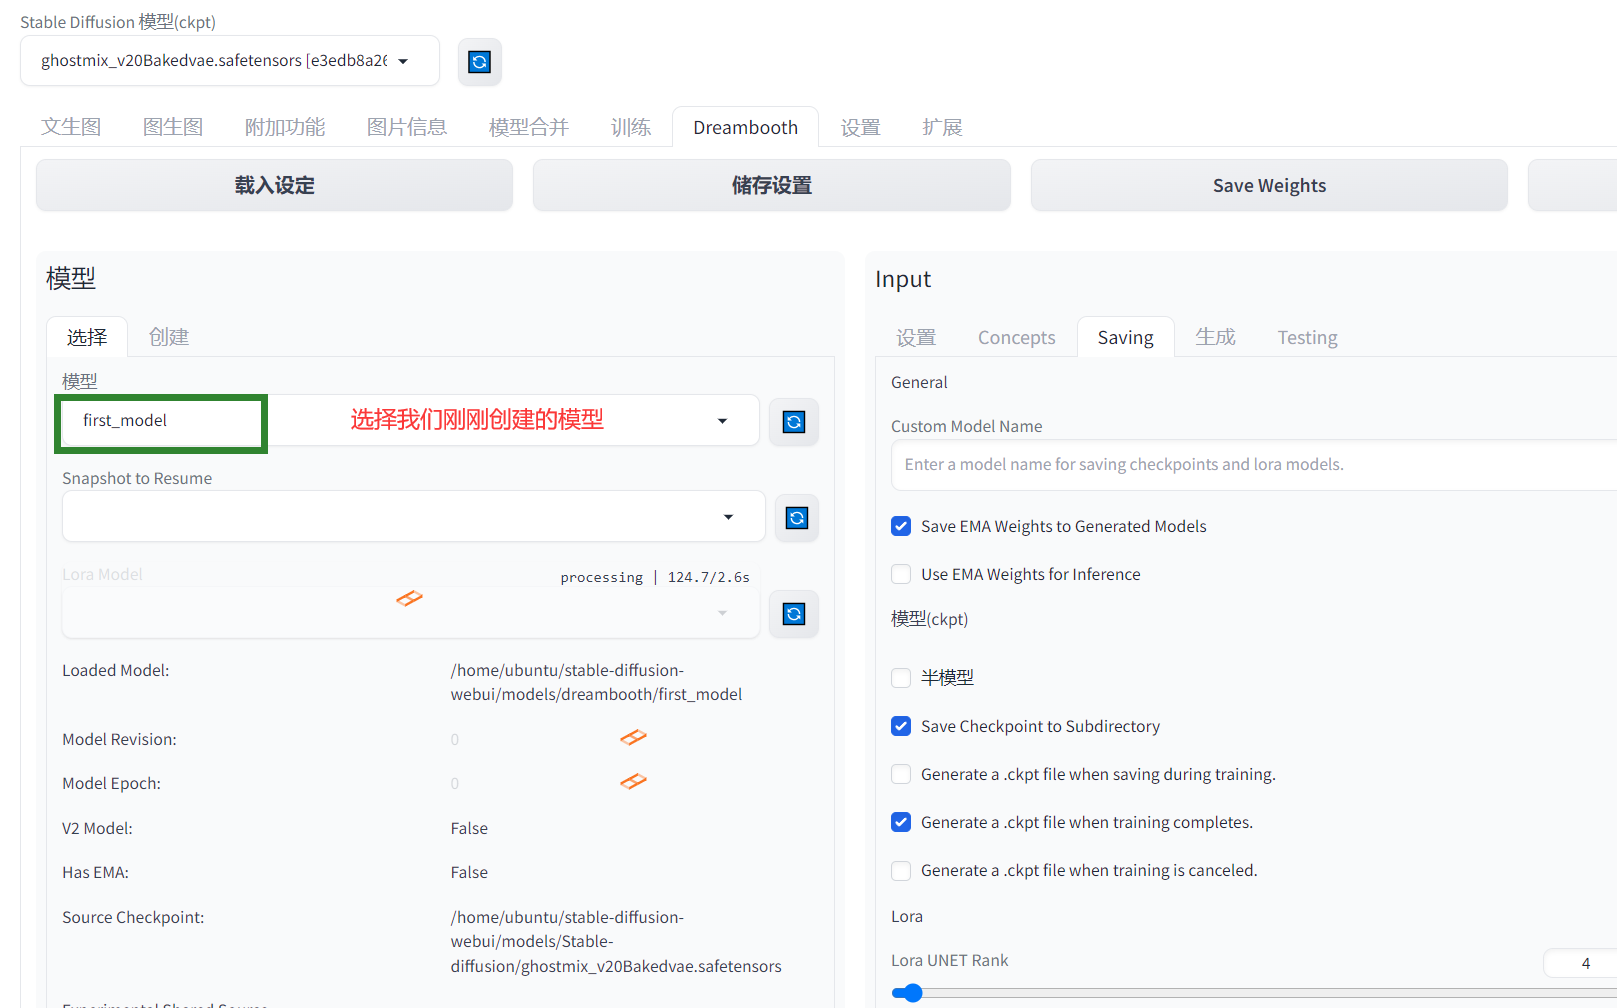 Stable Diffusion 模型(ckpt)
ghostmix_v20Bakedvae.safetensors [e3edb8a26
文生图 图生图 附加功能 图片信息 模型合并 训练 Dreambooth 设置 扩展
载入设定 储存设置 Save Weights
模型
选择 创建
模型
first_model 选择我们刚刚创建的模型
Snapshot to Resume
Lora Model processing | 124.7/2.6s
Loaded Model: /home/ubuntu/stable-diffusion-
webui/models/dreambooth/first_model
Model Revision: 0
Model Epoch: 0
V2 Model: False
Has EMA: False
Source Checkpoint: /home/ubuntu/stable-diffusion-
webui/models/Stable-
diffusion/ghostmix_v20Bakedvae.safetensors
Experimental Shared Source
Input
设置 Concepts Saving 生成 Testing
General
Custom Model Name
Enter a model name for saving checkpoints and lora models.
Save EMA Weights to Generated Models
Use EMA Weights for Inference
模型(ckpt)
半模型
Save Checkpoint to Subdirectory
Generate a .ckpt file when saving during training.
Generate a .ckpt file when training completes.
Generate a .ckpt file when training is canceled.
Lora
Lora UNET Rank 4